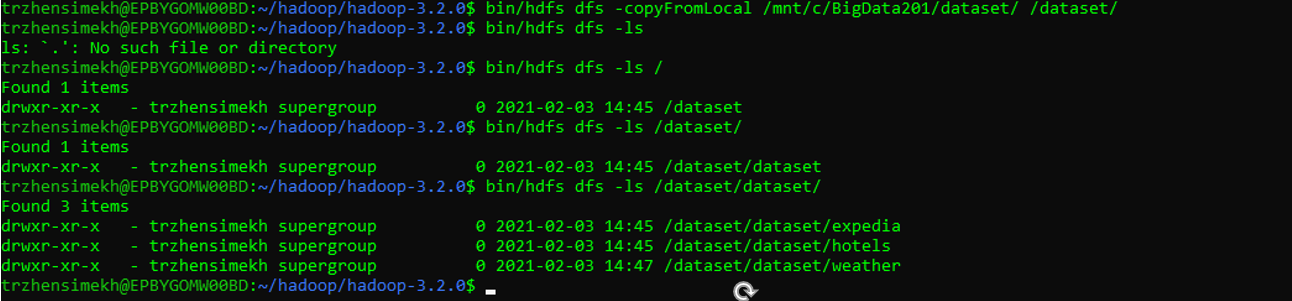 trzhensimekh@EPBYGOMW00BD:~/hadoop/hadoop-3.2.0$ bin/hdfs dfs -copyFromLocal /mnt/c/BigData201/dataset/ /dataset/
trzhensimekh@EPBYGOMW00BD:~/hadoop/hadoop-3.2.0$ bin/hdfs dfs -ls
ls: `.': No such file or directory
trzhensimekh@EPBYGOMW00BD:~/hadoop/hadoop-3.2.0$ bin/hdfs dfs -ls /
Found 1 items
drwxr-xr-x   - trzhensimekh supergroup          0 2021-02-03 14:45 /dataset
trzhensimekh@EPBYGOMW00BD:~/hadoop/hadoop-3.2.0$ bin/hdfs dfs -ls /dataset/
Found 1 items
drwxr-xr-x   - trzhensimekh supergroup          0 2021-02-03 14:45 /dataset/dataset
trzhensimekh@EPBYGOMW00BD:~/hadoop/hadoop-3.2.0$ bin/hdfs dfs -ls /dataset/dataset/
Found 3 items
drwxr-xr-x   - trzhensimekh supergroup          0 2021-02-03 14:45 /dataset/dataset/expedia
drwxr-xr-x   - trzhensimekh supergroup          0 2021-02-03 14:45 /dataset/dataset/hotels
drwxr-xr-x   - trzhensimekh supergroup          0 2021-02-03 14:47 /dataset/dataset/weather
trzhensimekh@EPBYGOMW00BD:~/hadoop/hadoop-3.2.0$